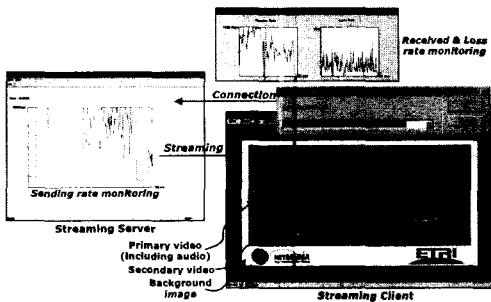 Received & Loss
rate monitoring
Connection
Streaming
Sending rate monitoring
Streaming Server
Primary video
(Including audio)
Secondary video
Background
image
ETRI
Streaming Client